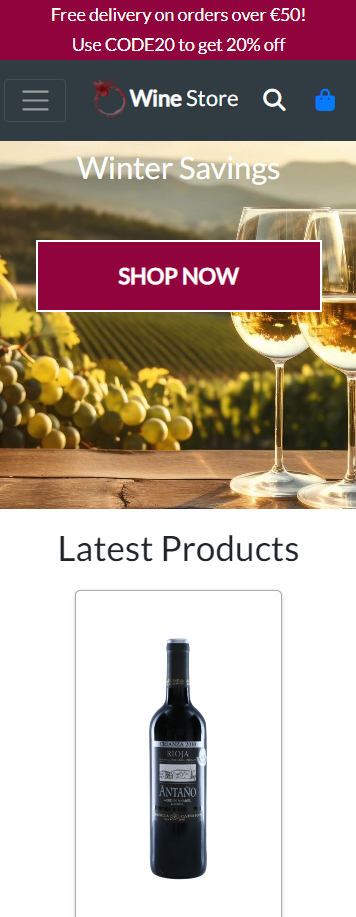 Free delivery on orders over €50!
Use CODE20 to get 20% off
Wine Store
Winter Savings
SHOP NOW
Latest Products
RIOJA
ANTAÑO